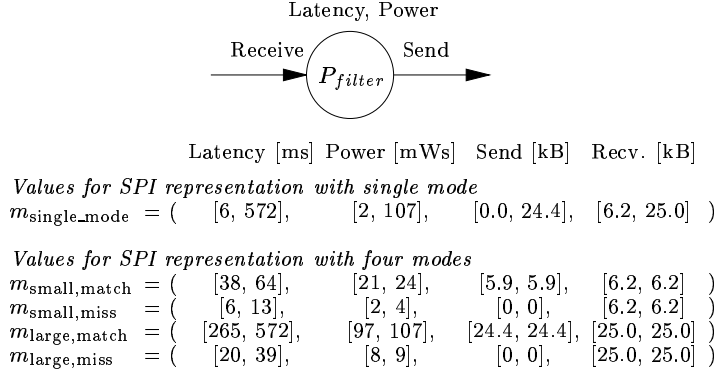 Latency, Power
Receive Send
P_filter
Latency [ms] Power [mWs] Send [kB] Recv. [kB]
Values for SPI representation with single mode
m_single_mode = ( [6, 572], [2, 107], [0.0, 24.4], [6.2, 25.0] )
Values for SPI representation with four modes
m_small,match = ( [38, 64], [21, 24], [5.9, 5.9], [6.2, 6.2] )
m_small,miss = ( [6, 13], [2, 4], [0, 0], [6.2, 6.2] )
m_large,match = ( [265, 572], [97, 107], [24.4, 24.4], [25.0, 25.0] )
m_large,miss = ( [20, 39], [8, 9], [0, 0], [25.0, 25.0] )